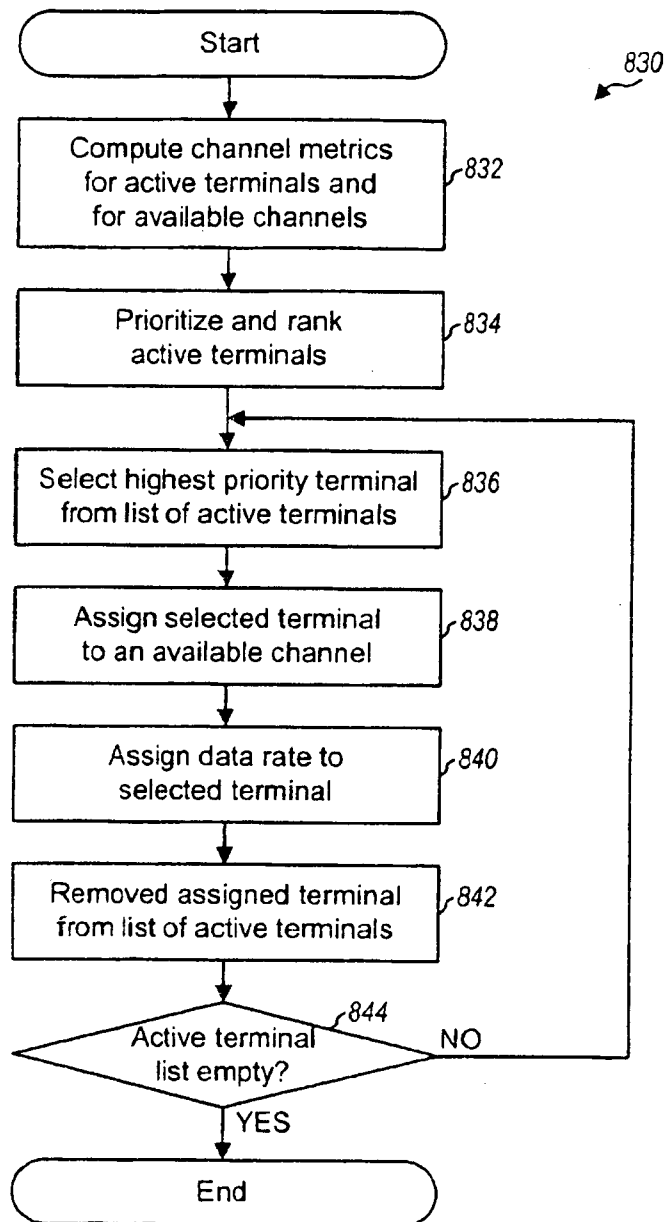 Start
830
Compute channel metrics
for active terminals and
for available channels
832
Prioritize and rank
active terminals
834
Select highest priority terminal
from list of active terminals
836
Assign selected terminal
to an available channel
838
Assign data rate to
selected terminal
840
Removed assigned terminal
from list of active terminals
842
844
Active terminal
list empty?
NO
YES
End